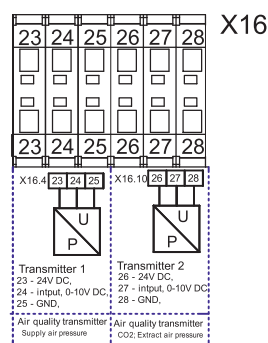 X16
23 24 25 26 27 28
23 24 25 26 27 28
X16.4 23 24 25
X16.10 26 27 28
U
P
U
P
Transmitter 1
23 - 24V DC,
24 - intput, 0-10V DC,
25 - GND,
Transmitter 2
26 - 24V DC,
27 - intput, 0-10V DC
28 - GND,
Air quality transmitter
Supply air pressure
Air quality transmitter
CO2; Extract air pressure